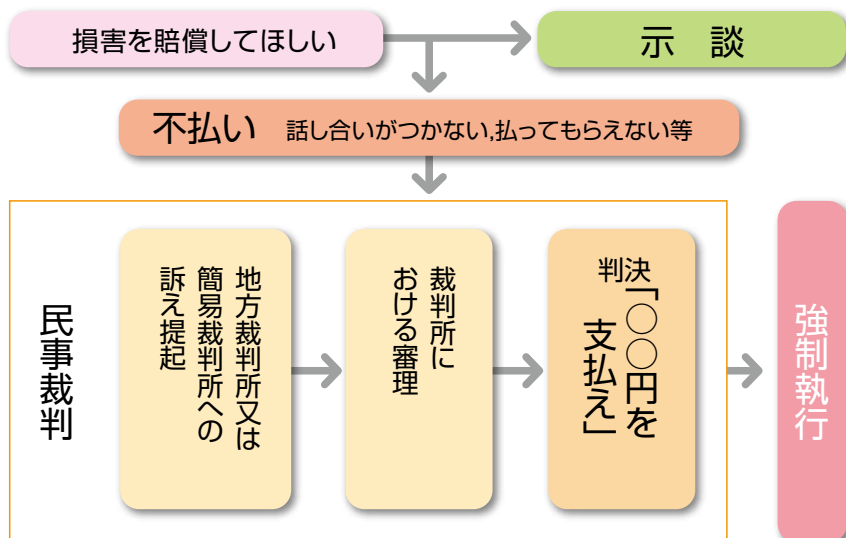 損害を賠償してほしい
示　談
不払い　話し合いがつかない,払ってもらえない等
民事裁判
地方裁判所又は
簡易裁判所への
訴え提起
裁判所に
おける審理
判決
「○○円を
支払え」
強制執行